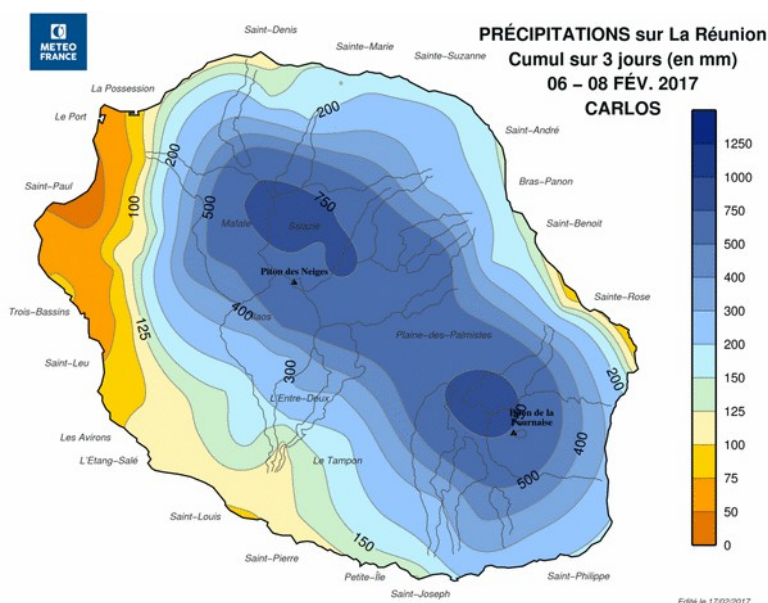 METEO
FRANCE
PRÉCIPITATIONS sur La Réunion
Cumul sur 3 jours (en mm)
06 – 08 FÉV. 2017
CARLOS
Saint-Denis
Sainte-Marie
Sainte-Suzanne
La Possession
Le Port
200
Saint-André
200
Saint-Paul
Bras-Panon
100
500
750
Mafate
Salazie
Saint-Benoit
Piton des Neiges
Sainte-Rose
Trois-Bassins
400
125
Plaine-des-Palmistes
Saint-Leu
300
200
L'Entre-Deux
Piton de la
Fournaise
Les Avirons
400
L'Etang-Salé
Le Tampon
500
Saint-Louis
150
Saint-Pierre
Petite-Île
Saint-Philippe
Saint-Joseph
1250
1000
750
500
400
300
200
150
125
100
75
50
0
Edité le 17/02/2017